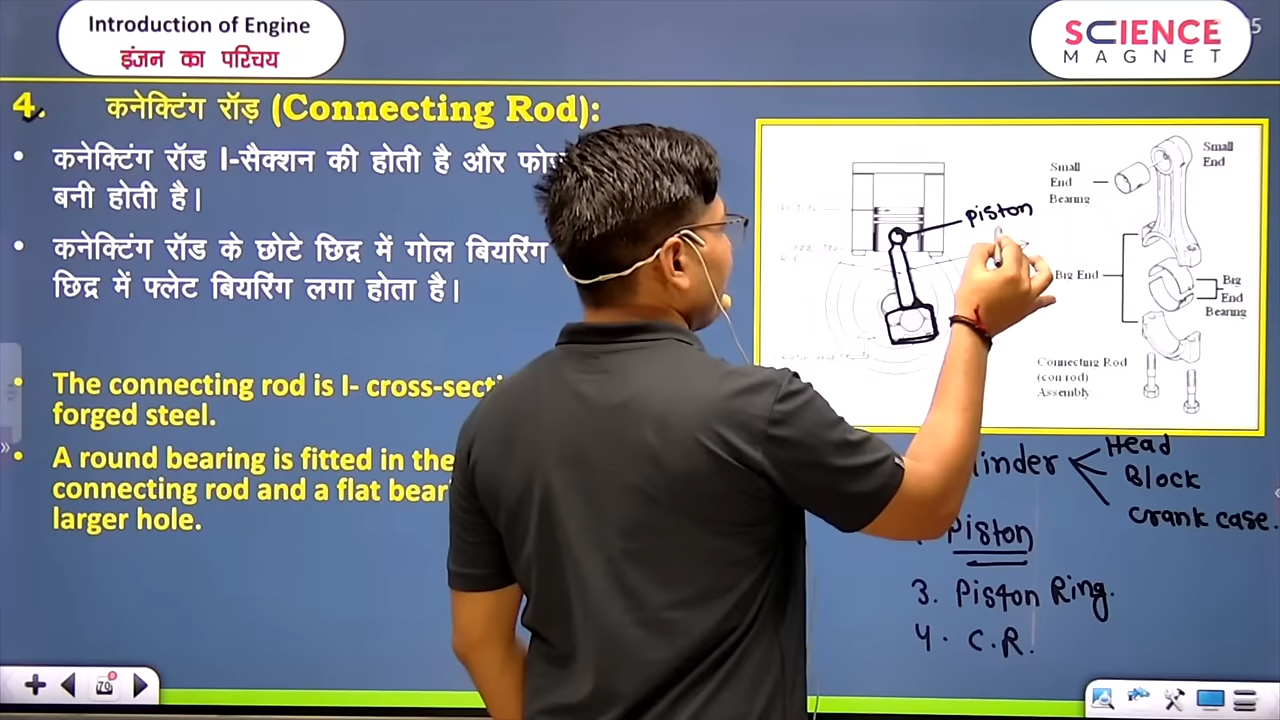 Introduction of Engine
इंजन का परिचय
SCIENCE
MAGNET
4. कनेक्टिंग रॉड़ (Connecting Rod):
• कनेक्टिंग रॉड I-सैक्शन की होती है और
बनी होती है।
• कनेक्टिंग रॉड के छोटे छिद्र में गोल बियरिंग
छिद्र में फ्लेट बियरिंग लगा होता है।
• The connecting rod is I- cross-secti
forged steel.
• A round bearing is fitted in the
connecting rod and a flat bear
larger hole.
Piston
Small
End
Bearing
Small
End
Big End
Big
End
Bearing
Connecting Rod
(con rod)
Assembly
inder
Head
Block
Crank case.
Piston
3. Piston Ring.
4. C.R.
70